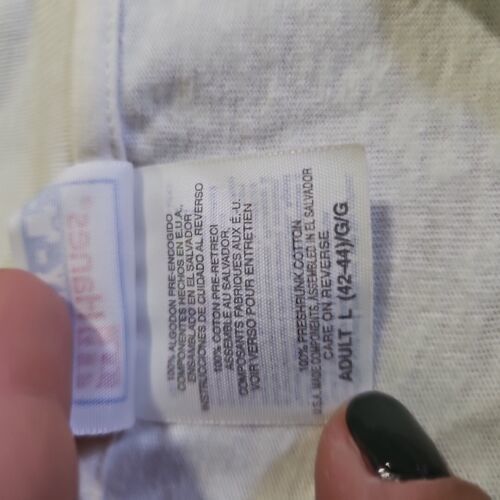 100% ALGODON PRE-ENCOGIDO
COMPONENTES HECHOS EN E.U.A.
ENSAMBLADO EN EL SALVADOR
INSTRUCCIONES DE CUIDADO AL REVERSO
100% COTON PRE-RETRECI
ASSEMBLE AU SALVADOR.
COMPOSANTS FABRIQUES AUX É.U.
VOIR VERSO POUR ENTRETIEN
100% PRESHRUNK COTTON
U.S.A. MADE COMPONENTS. ASSEMBLED IN EL SALVADOR
CARE ON REVERSE
ADULT L (42-44)/G/G